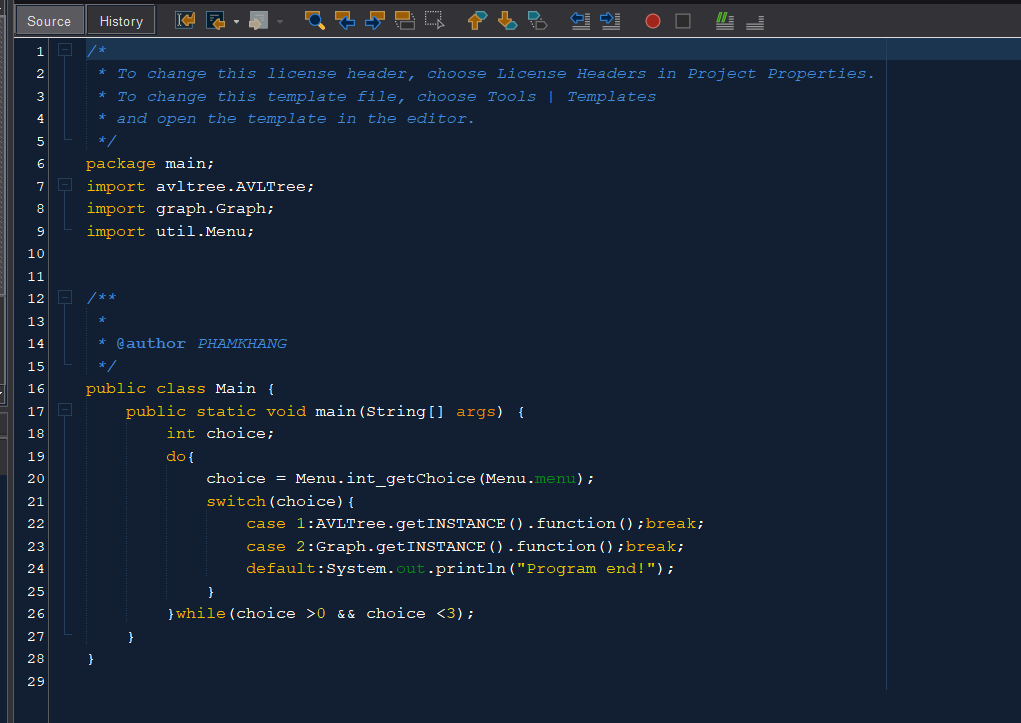 Source History
1 /*
2 * To change this license header, choose License Headers in Project Properties.
3 * To change this template file, choose Tools | Templates
4 * and open the template in the editor.
5 */
6 package main;
7 import avltree.AVLTree;
8 import graph.Graph;
9 import util.Menu;
10
11
12 /**
13 *
14 * @author PHAMKHANG
15 */
16 public class Main {
17 public static void main(String[] args) {
18 int choice;
19 do{
20 choice = Menu.int_getChoice(Menu.menu);
21 switch(choice){
22 case 1:AVLTree.getINSTANCE().function();break;
23 case 2:Graph.getINSTANCE().function();break;
24 default:System.out.println("Program end!");
25 }
26 }while(choice >0 && choice <3);
27 }
28 }
29